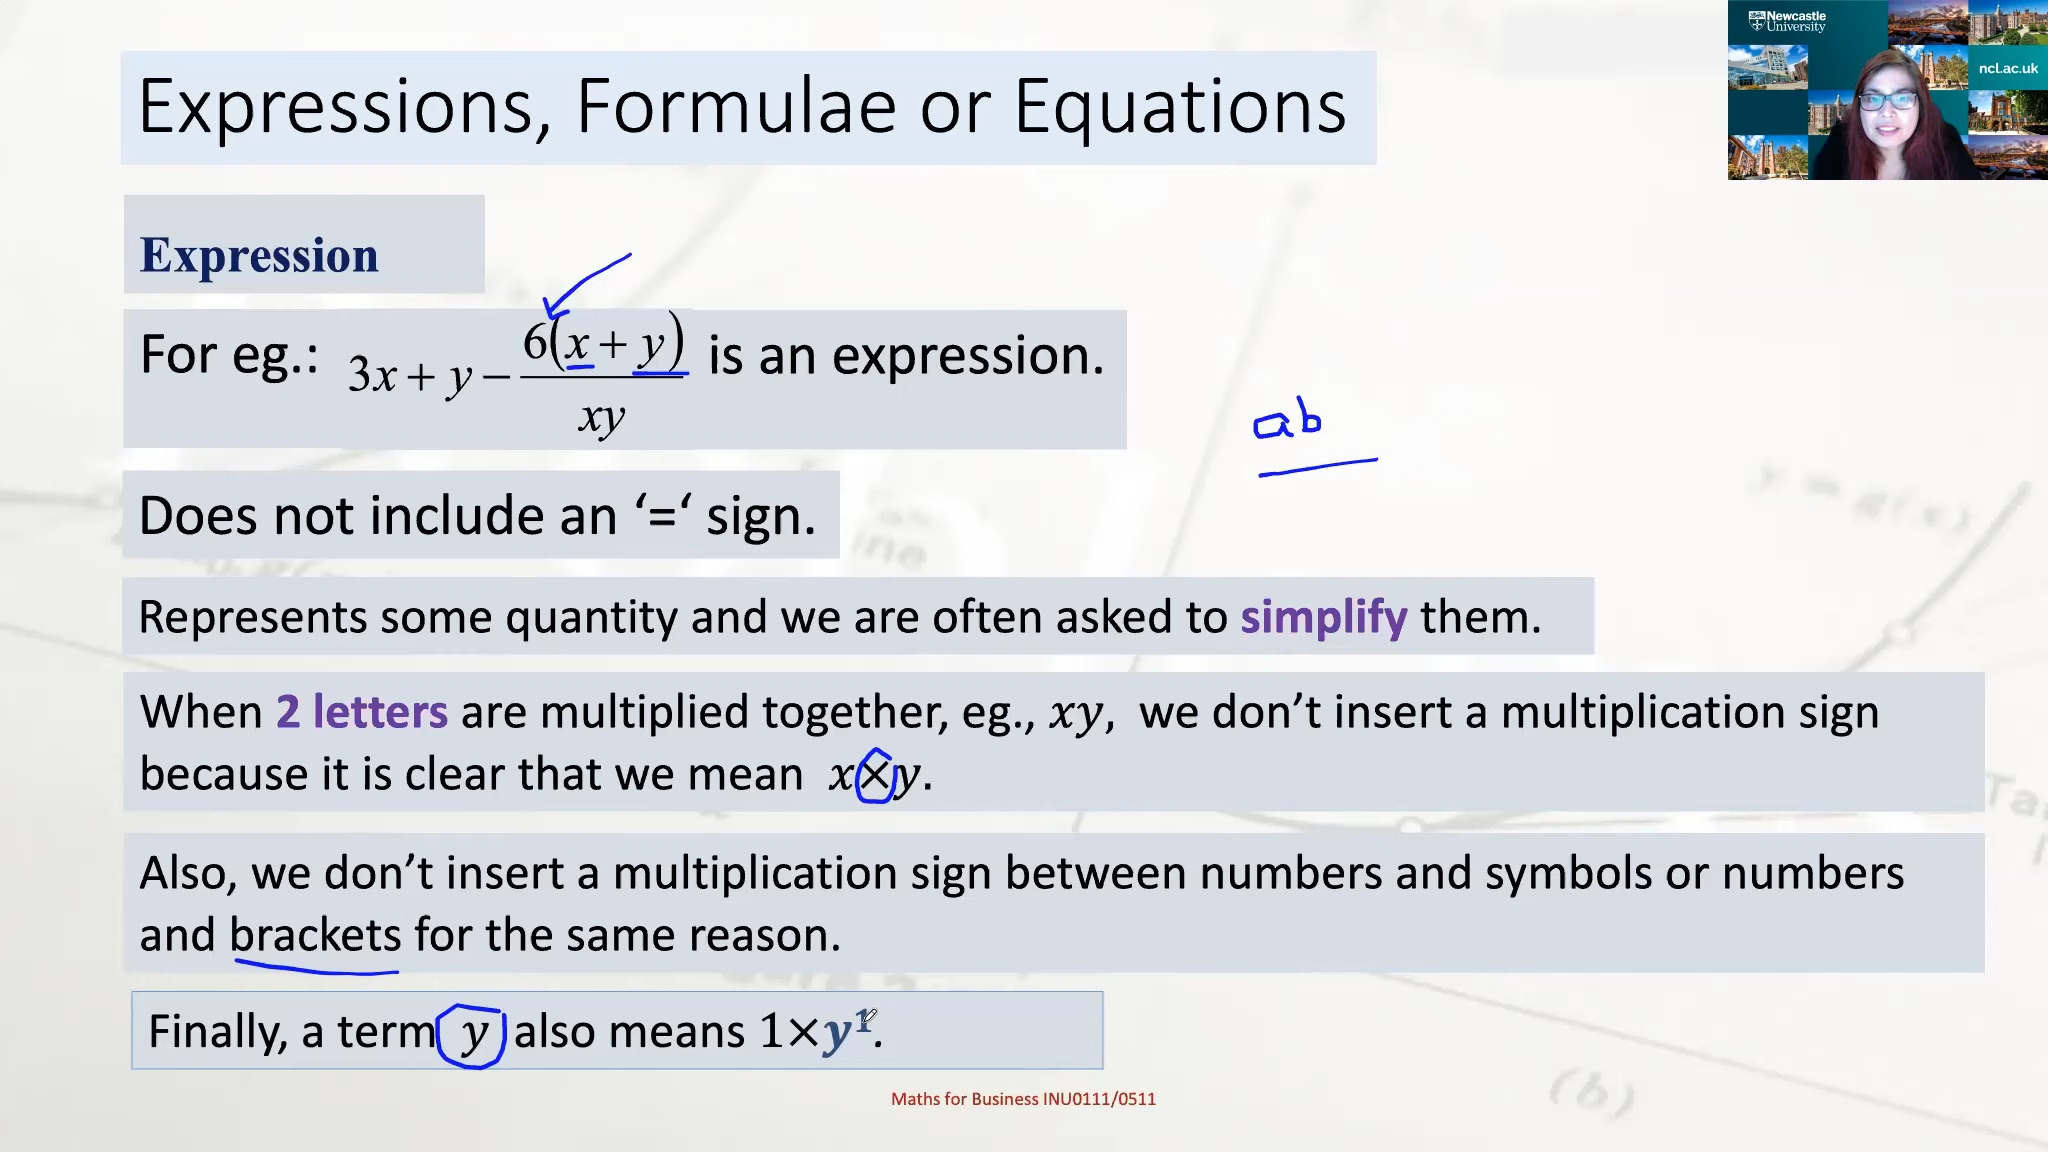 Newcastle
University
ncl.ac.uk
Expressions, Formulae or Equations
Expression
For eg.: 3x + y − 6(x + y)/xy is an expression.
ab
Does not include an ‘=‘ sign.
y = g(x)
ine
Represents some quantity and we are often asked to simplify them.
When 2 letters are multiplied together, eg., xy, we don’t insert a multiplication sign
because it is clear that we mean x×y.
Also, we don’t insert a multiplication sign between numbers and symbols or numbers
and brackets for the same reason.
Finally, a term y also means 1×y¹.
(b)
Maths for Business INU0111/0511